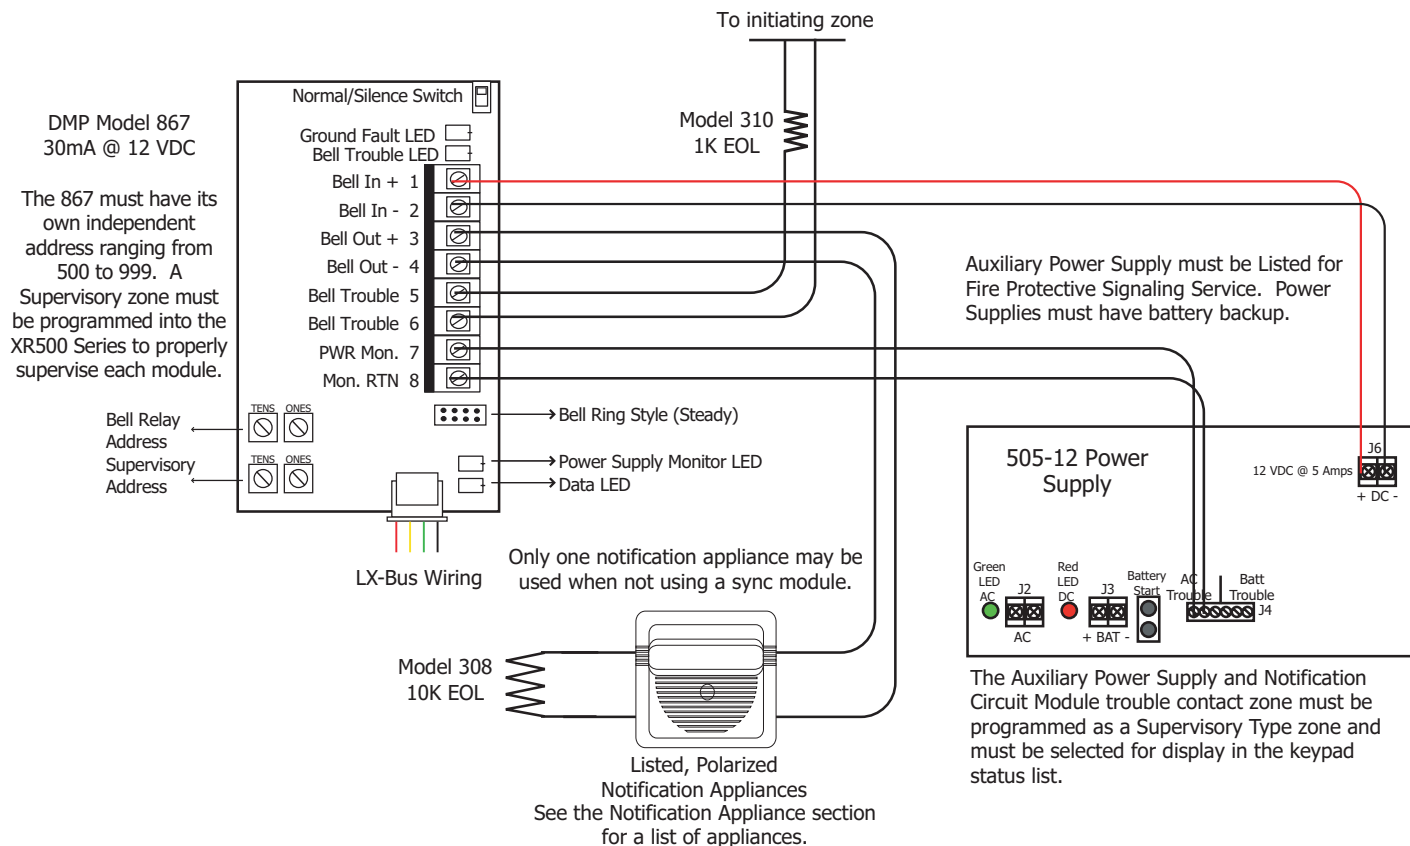 To initiating zone
Normal/Silence Switch
DMP Model 867
30mA @ 12 VDC
The 867 must have its
own independent
address ranging from
500 to 999.  A
Supervisory zone must
be programmed into the
XR500 Series to properly
supervise each module.
Ground Fault LED
Bell Trouble LED
Bell In + 1
Bell In - 2
Bell Out + 3
Bell Out - 4
Bell Trouble 5
Bell Trouble 6
PWR Mon. 7
Mon. RTN 8
Model 310
1K EOL
Auxiliary Power Supply must be Listed for
Fire Protective Signaling Service.  Power
Supplies must have battery backup.
Bell Relay
Address
TENS ONES
Supervisory
Address
TENS ONES
Bell Ring Style (Steady)
Power Supply Monitor LED
Data LED
LX-Bus Wiring
505-12 Power
Supply
12 VDC @ 5 Amps
J6
+ DC -
Green
LED
AC
J2
AC
Red
LED
DC
J3
+ BAT -
Battery
Start
AC
Trouble
Batt
Trouble
J4
Only one notification appliance may be
used when not using a sync module.
Model 308
10K EOL
Listed, Polarized
Notification Appliances
See the Notification Appliance section
for a list of appliances.
The Auxiliary Power Supply and Notification
Circuit Module trouble contact zone must be
programmed as a Supervisory Type zone and
must be selected for display in the keypad
status list.